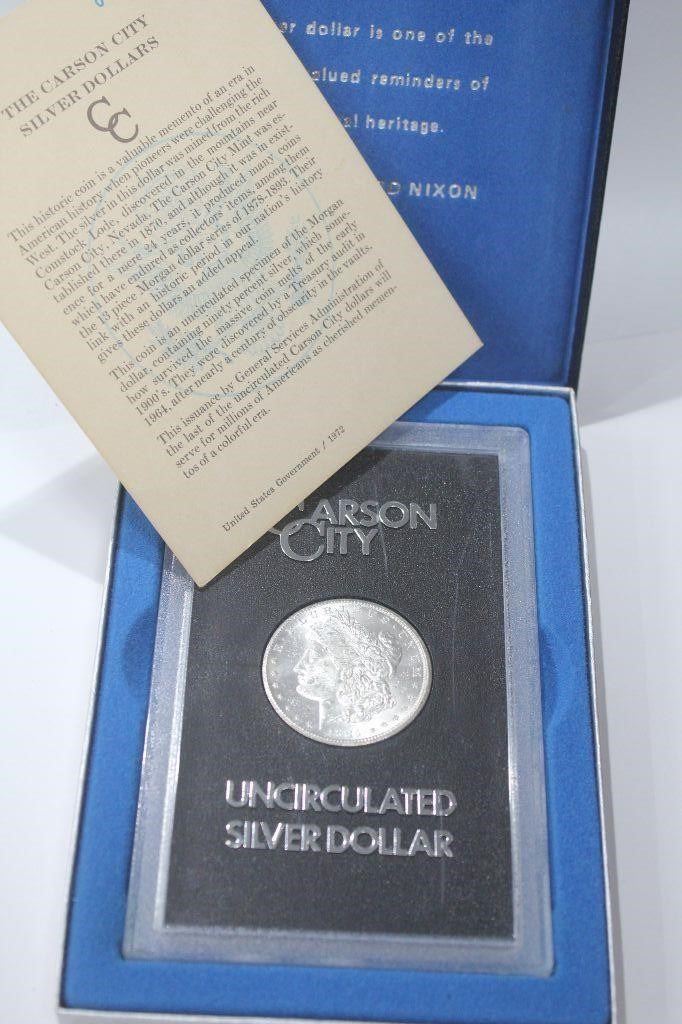 THE CARSON CITY
SILVER DOLLARS
CC
This historic coin is a valuable memento of an era in
American history when pioneers were challenging the
West. The silver in this dollar was mined from the rich
Comstock Lode, discovered in the mountains near
Carson City, Nevada. The Carson City Mint was es-
tablished there in 1870, and although it was in exist-
ence for a mere 24 years, it produced many coins
which have endured as collectors' items, among them
the 13 piece Morgan dollar series of 1878-1893. Their
link with an historic period in our nation's history
gives these dollars an added appeal.
This coin is an uncirculated specimen of the Morgan
dollar, containing ninety percent silver, which some-
how survived the massive coin melts of the early
1900's. They were discovered by a Treasury audit in
1964, after nearly a century of obscurity in the vaults.
This issuance by General Services Administration of
the last of the uncirculated Carson City dollars will
serve for millions of Americans as cherished memen-
tos of a colorful era.
United States Government / 1972
dollar is one of the
reminders of
heritage.
NIXON
CARSON
CITY
UNCIRCULATED
SILVER DOLLAR